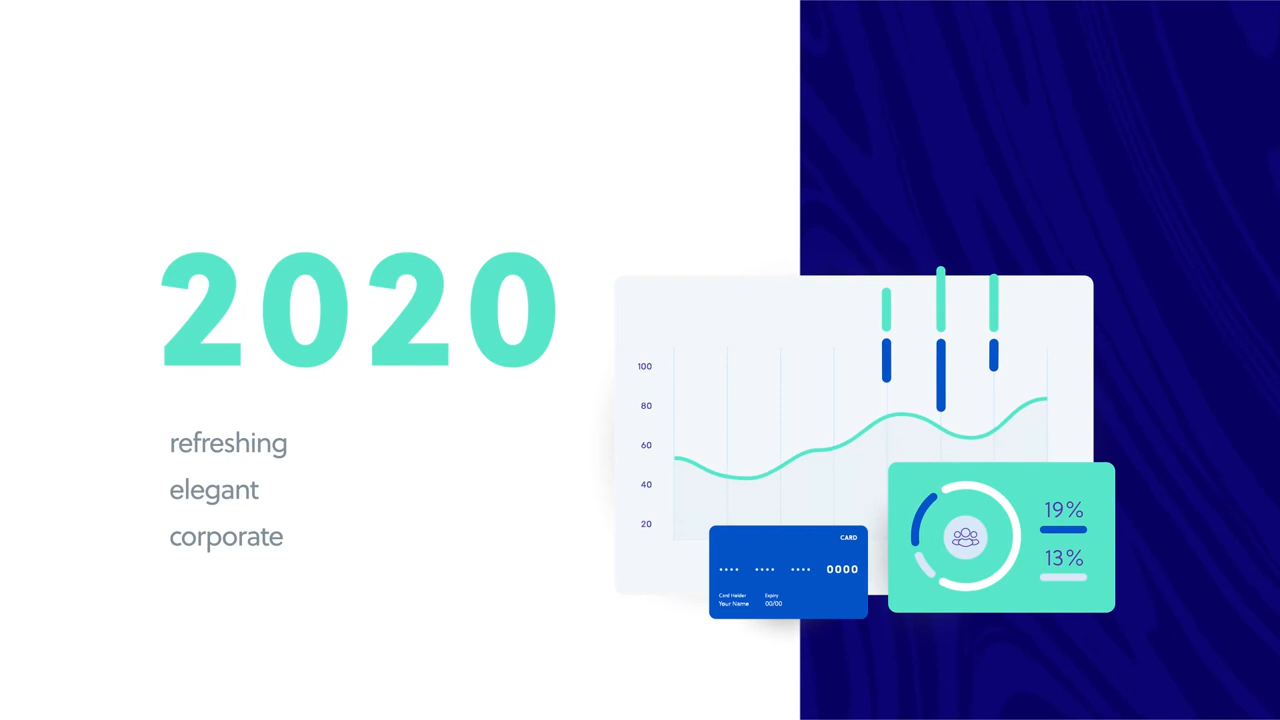 2020
refreshing
elegant
corporate
100
80
60
40
20
CARD
•••• •••• •••• 0000
Card Holder Expiry
Your Name 00/00
19%
13%